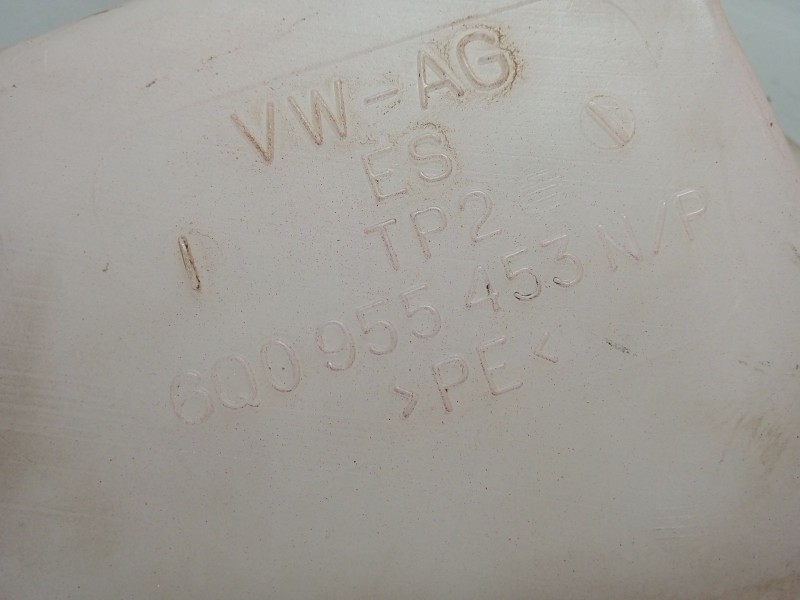 VW-AG
ES
TP2
6Q0 955 453 N/P
>PE<